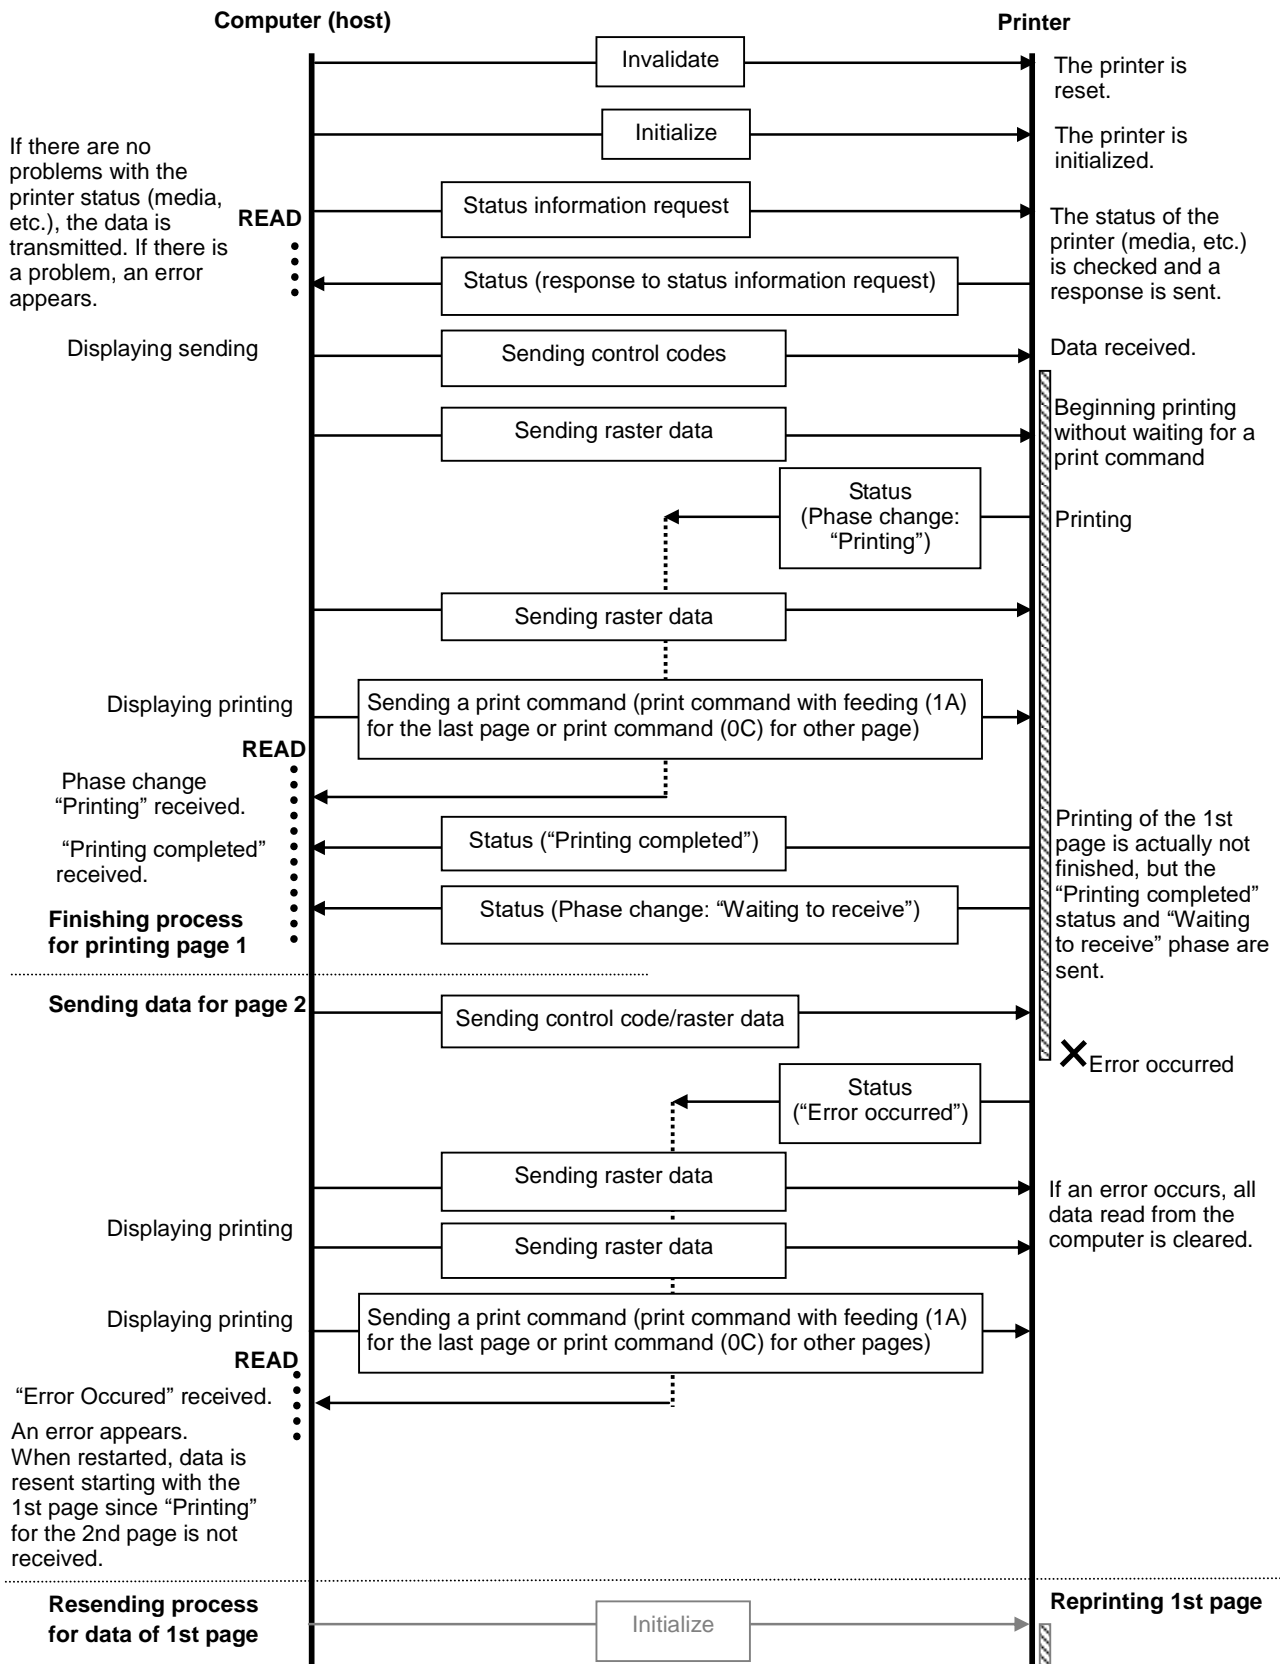 Computer (host)
Printer
Invalidate
The printer is
reset.
Initialize
The printer is
initialized.
If there are no
problems with the
printer status (media,
etc.), the data is
transmitted. If there is
a problem, an error
appears.
READ
Status information request
The status of the
printer (media, etc.)
is checked and a
response is sent.
Status (response to status information request)
Displaying sending
Sending control codes
Data received.
Sending raster data
Beginning printing
without waiting for a
print command
Status
(Phase change:
“Printing”)
Printing
Sending raster data
Displaying printing
Sending a print command (print command with feeding (1A)
for the last page or print command (0C) for other page)
READ
Phase change
“Printing” received.
“Printing completed”
received.
Status (“Printing completed”)
Printing of the 1st
page is actually not
finished, but the
“Printing completed”
status and “Waiting
to receive” phase are
sent.
Status (Phase change: “Waiting to receive”)
Finishing process
for printing page 1
Sending data for page 2
Sending control code/raster data
Error occurred
Status
(“Error occurred”)
Sending raster data
If an error occurs, all
data read from the
computer is cleared.
Displaying printing
Sending raster data
Displaying printing
Sending a print command (print command with feeding (1A)
for the last page or print command (0C) for other pages)
READ
“Error Occured” received.
An error appears.
When restarted, data is
resent starting with the
1st page since “Printing”
for the 2nd page is not
received.
Resending process
for data of 1st page
Initialize
Reprinting 1st page